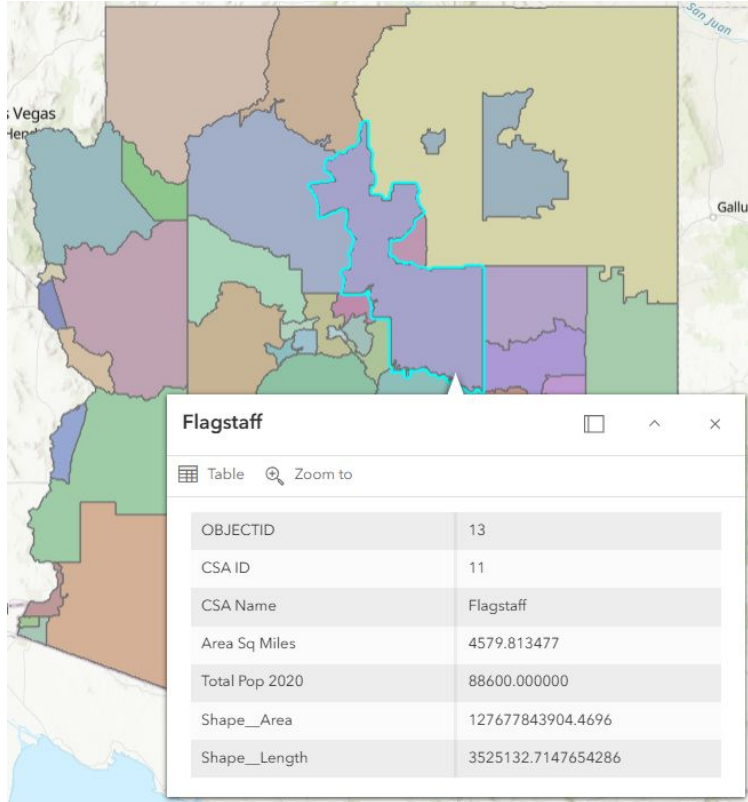 San Juan
s Vegas
Hend
Gallu
Flagstaff
Table Zoom to
OBJECTID 13
CSA ID 11
CSA Name Flagstaff
Area Sq Miles 4579.813477
Total Pop 2020 88600.000000
Shape__Area 127677843904.4696
Shape__Length 3525132.7147654286